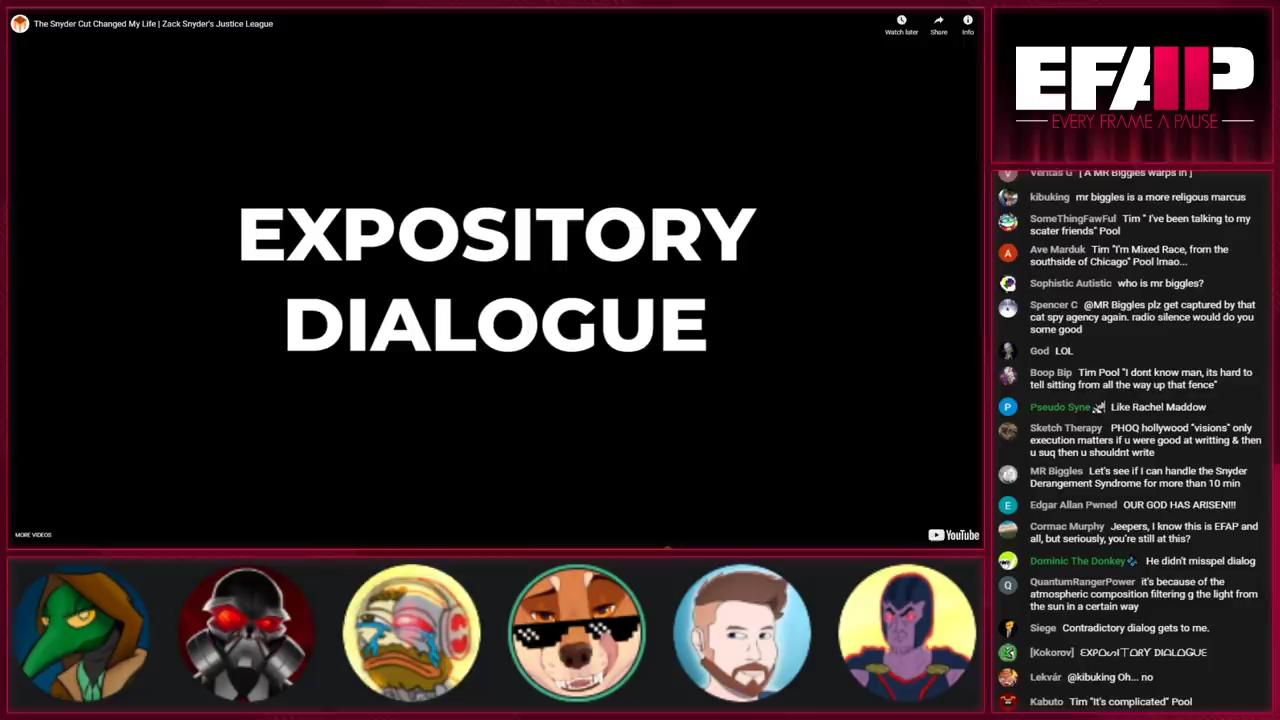 The Snyder Cut Changed My Life | Zack Snyder's Justice League
Watch later
Share
Info
EXPOSITORY
DIALOGUE
MORE VIDEOS
YouTube
EFAP
EVERY FRAME A PAUSE
Veritas G [ A MR Biggles warps in ]
kibuking mr biggles is a more religous marcus
SomeThingFawFul Tim " I've been talking to my
scater friends" Pool
Ave Marduk Tim "I'm Mixed Race, from the
southside of Chicago" Pool lmao...
Sophistic Autistic who is mr biggles?
Spencer C @MR Biggles plz get captured by that
cat spy agency again. radio silence would do you
some good
God LOL
Boop Bip Tim Pool "I dont know man, its hard to
tell sitting from all the way up that fence"
P
Pseudo Syne Like Rachel Maddow
Sketch Therapy PHOQ hollywood "visions" only
execution matters if u were good at writting & then
u suq then u shouldnt write
MR Biggles Let's see if I can handle the Snyder
Derangement Syndrome for more than 10 min
E
Edgar Allan Pwned OUR GOD HAS ARISEN!!!
Cormac Murphy Jeepers, I know this is EFAP and
all, but seriously, you're still at this?
Dominic The Donkey He didn't misspel dialog
Q
QuantumRangerPower it's because of the
atmospheric composition filtering g the light from
the sun in a certain way
Siege Contradictory dialog gets to me.
[Kokorov] EXPOSITORY DIALOGUE
Lekvár @kibuking Oh... no
Kabuto Tim "It's complicated" Pool